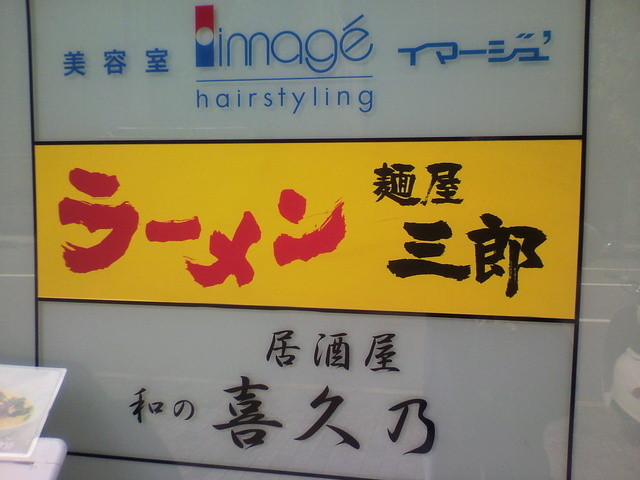 美容室 imagé イマージュ
hairstyling
ラーメン 麺屋 三郎
居酒屋
和の 喜久乃